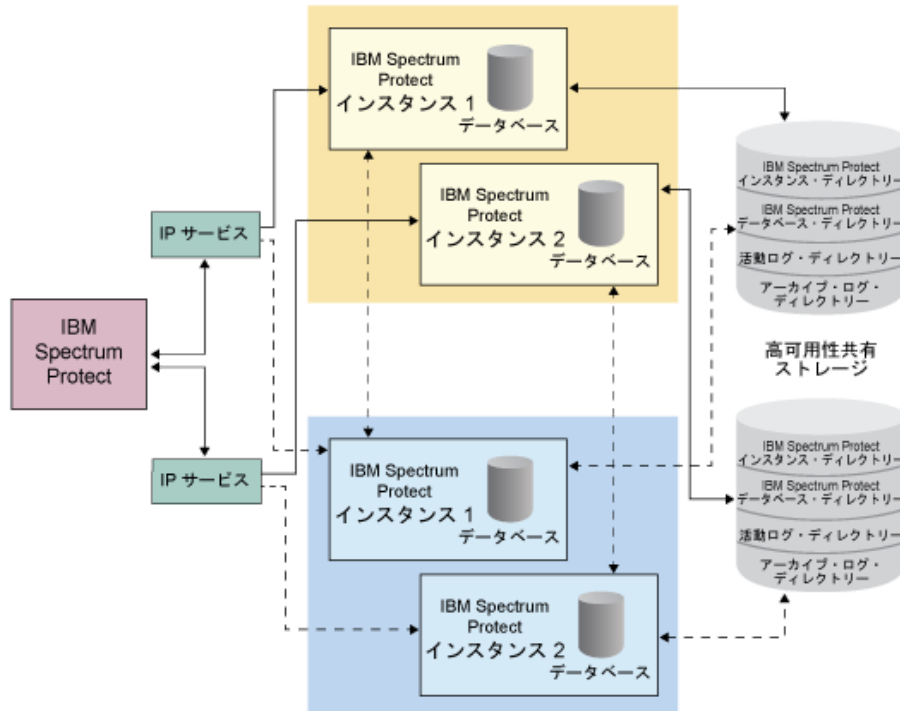 IBM Spectrum
Protect
インスタンス 1
データベース
IBM Spectrum
Protect
インスタンス 2
データベース
IP サービス
IBM
Spectrum
Protect
IP サービス
IBM Spectrum
Protect
インスタンス 1
データベース
IBM Spectrum
Protect
インスタンス 2
データベース
IBM Spectrum Protect
インスタンス・ディレクトリー
IBM Spectrum Protect
データベース・ディレクトリー
活動ログ・ディレクトリー
アーカイブ・ログ・
ディレクトリー
高可用性共有
ストレージ
IBM Spectrum Protect
インスタンス・ディレクトリー
IBM Spectrum Protect
データベース・ディレクトリー
活動ログ・ディレクトリー
アーカイブ・ログ・
ディレクトリー